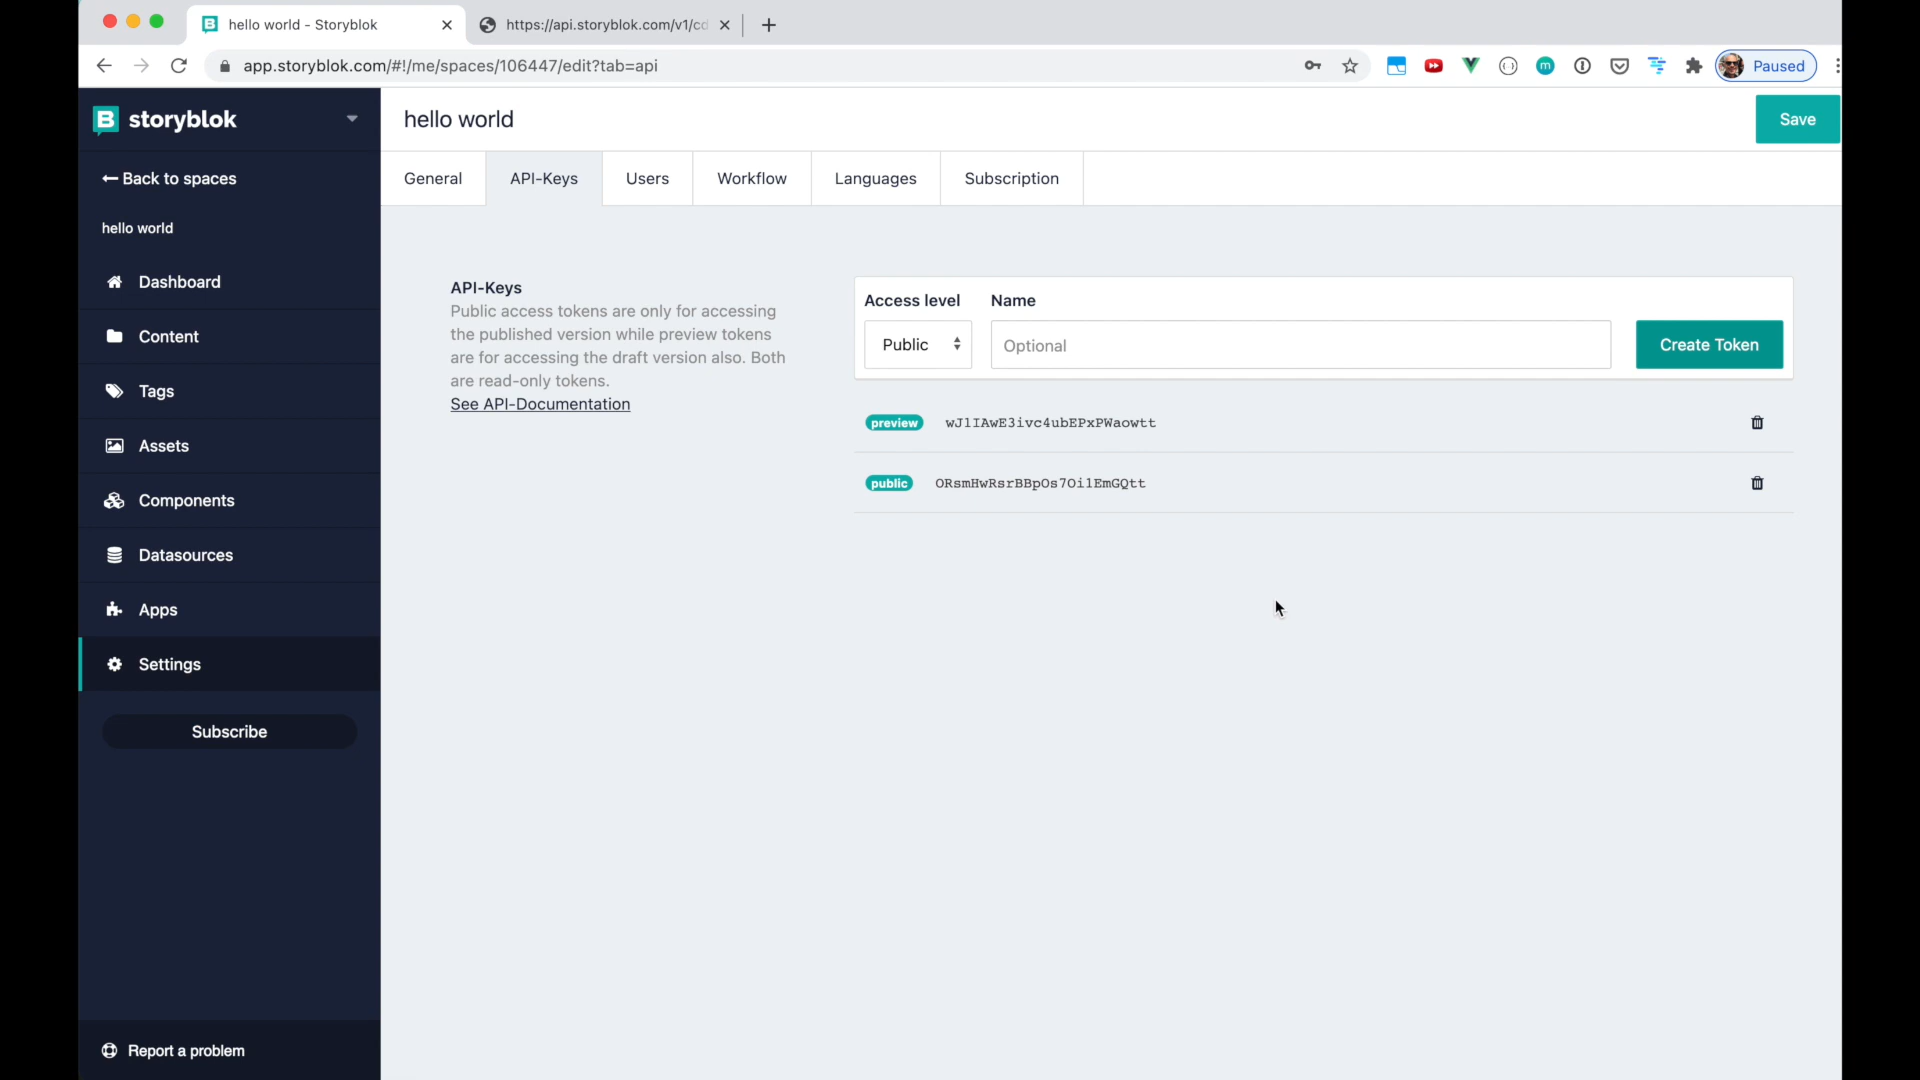 hello world - Storyblok
https://api.storyblok.com/v1/cd
app.storyblok.com/#!/me/spaces/106447/edit?tab=api
Paused
storyblok
hello world
Save
Back to spaces
General
API-Keys
Users
Workflow
Languages
Subscription
hello world
Dashboard
Content
Tags
Assets
Components
Datasources
Apps
Settings
Subscribe
Report a problem
API-Keys
Public access tokens are only for accessing
the published version while preview tokens
are for accessing the draft version also. Both
are read-only tokens.
See API-Documentation
Access level
Name
Public
Optional
Create Token
preview wJ1IAwE3ivc4ubEPxPWaowtt
public ORsmHwRsrBBpOs7Oi1EmGQtt